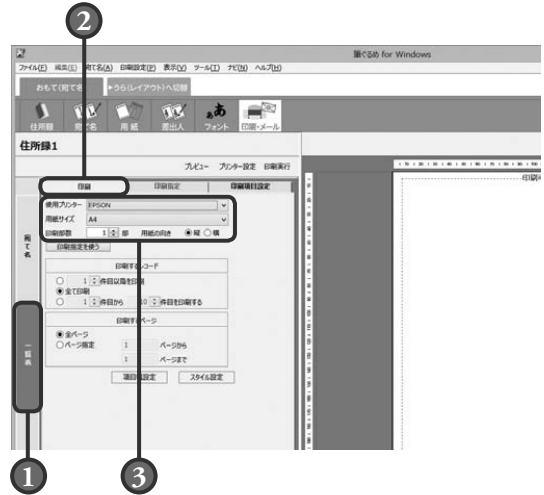 2
筆ぐるめ for Windows
ファイル(F) 編集(E) 宛て名(A) 印刷設定(P) 表示(V) ツール(T) ナビ(N) ヘルプ(H)
おもて(宛て名 ▶うら(レイアウト)へ切替
住所録 宛て名 用紙 差出人 フォント 印刷・メール
住所録1
プレビュー プリンター設定 印刷実行
印刷 印刷指定 印刷項目設定
使用プリンター EPSON
用紙サイズ A4
印刷部数 1 部 用紙の向き 縦 横
宛て名
印刷指定を使う
印刷するレコード
1 件目以降を印刷
全て印刷
1 件目から 10 件目を印刷する
印刷するページ
全ページ
ページ指定 1 ページから
1 ページまで
一覧表
スタイル設定
1
3